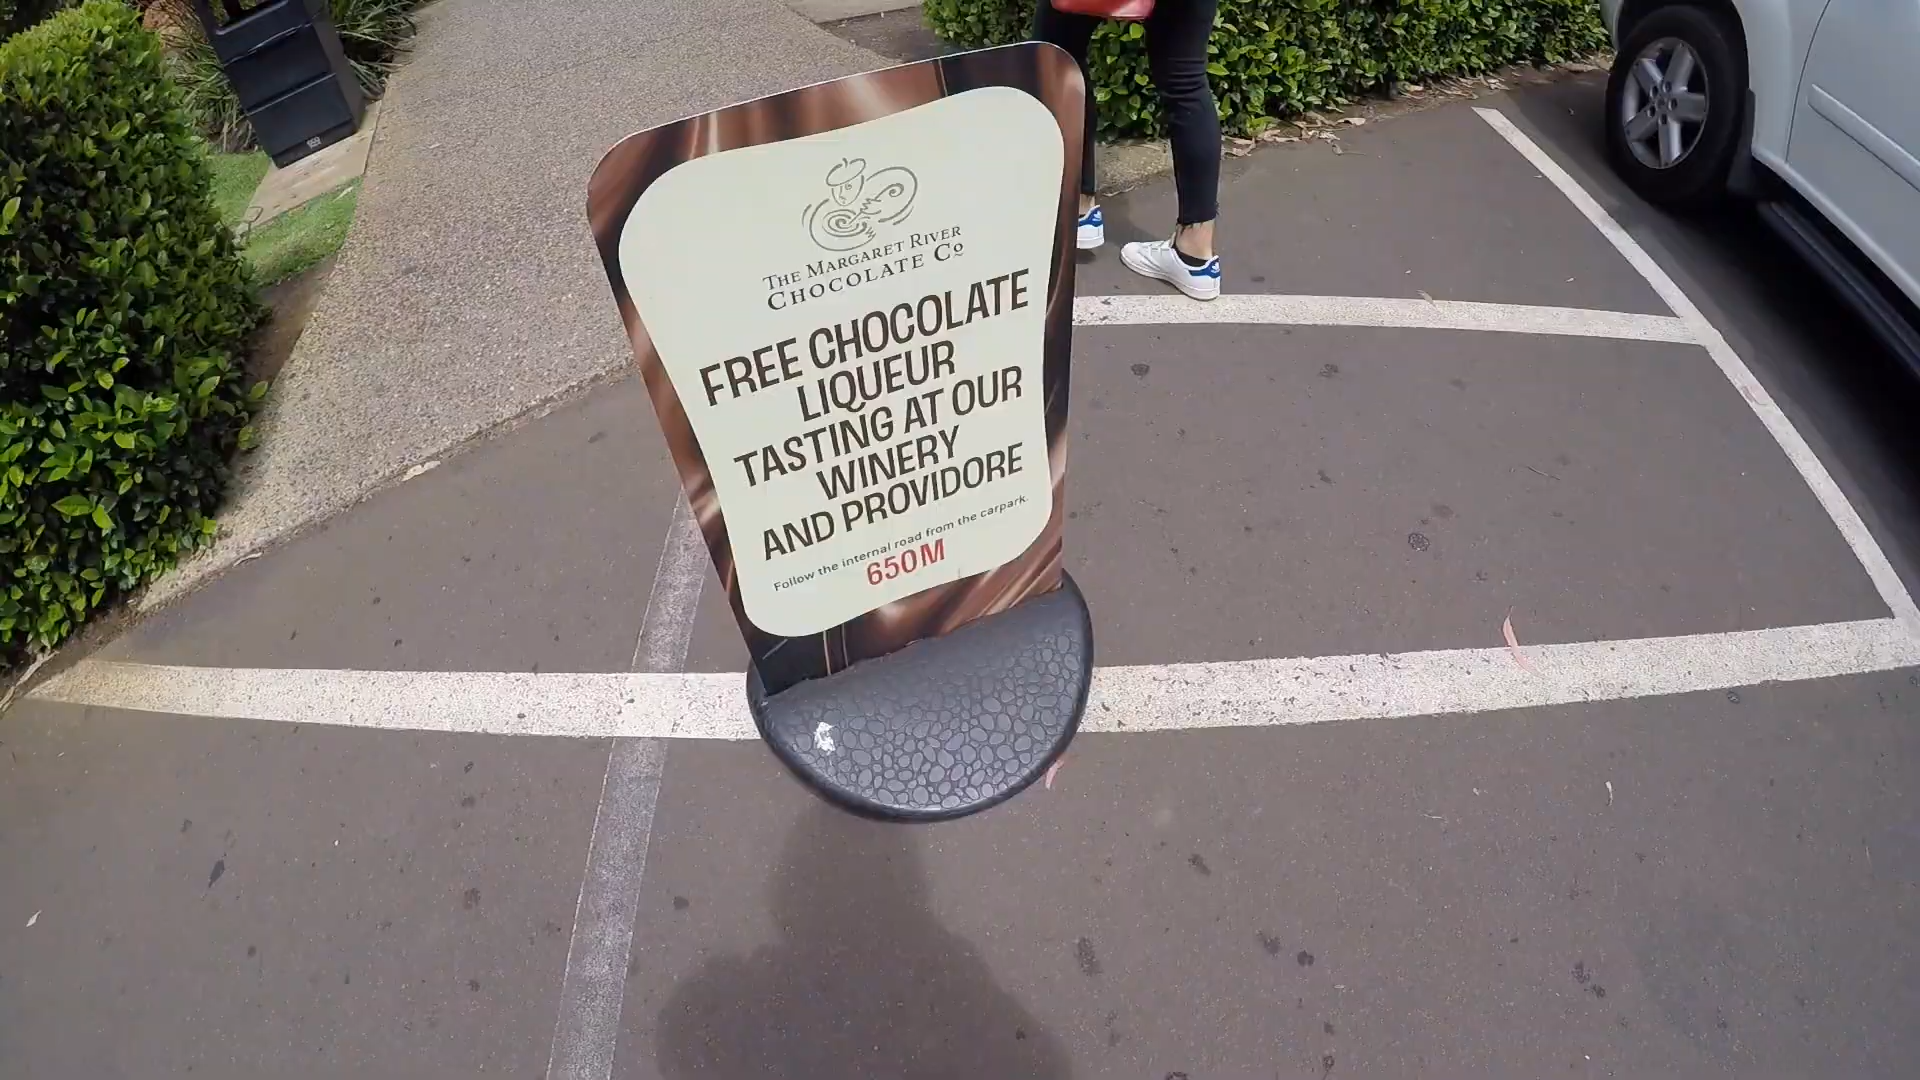 THE MARGARET RIVER
CHOCOLATE Co
FREE CHOCOLATE
LIQUEUR
TASTING AT OUR
WINERY
AND PROVIDORE
Follow the internal road from the carpark.
650M